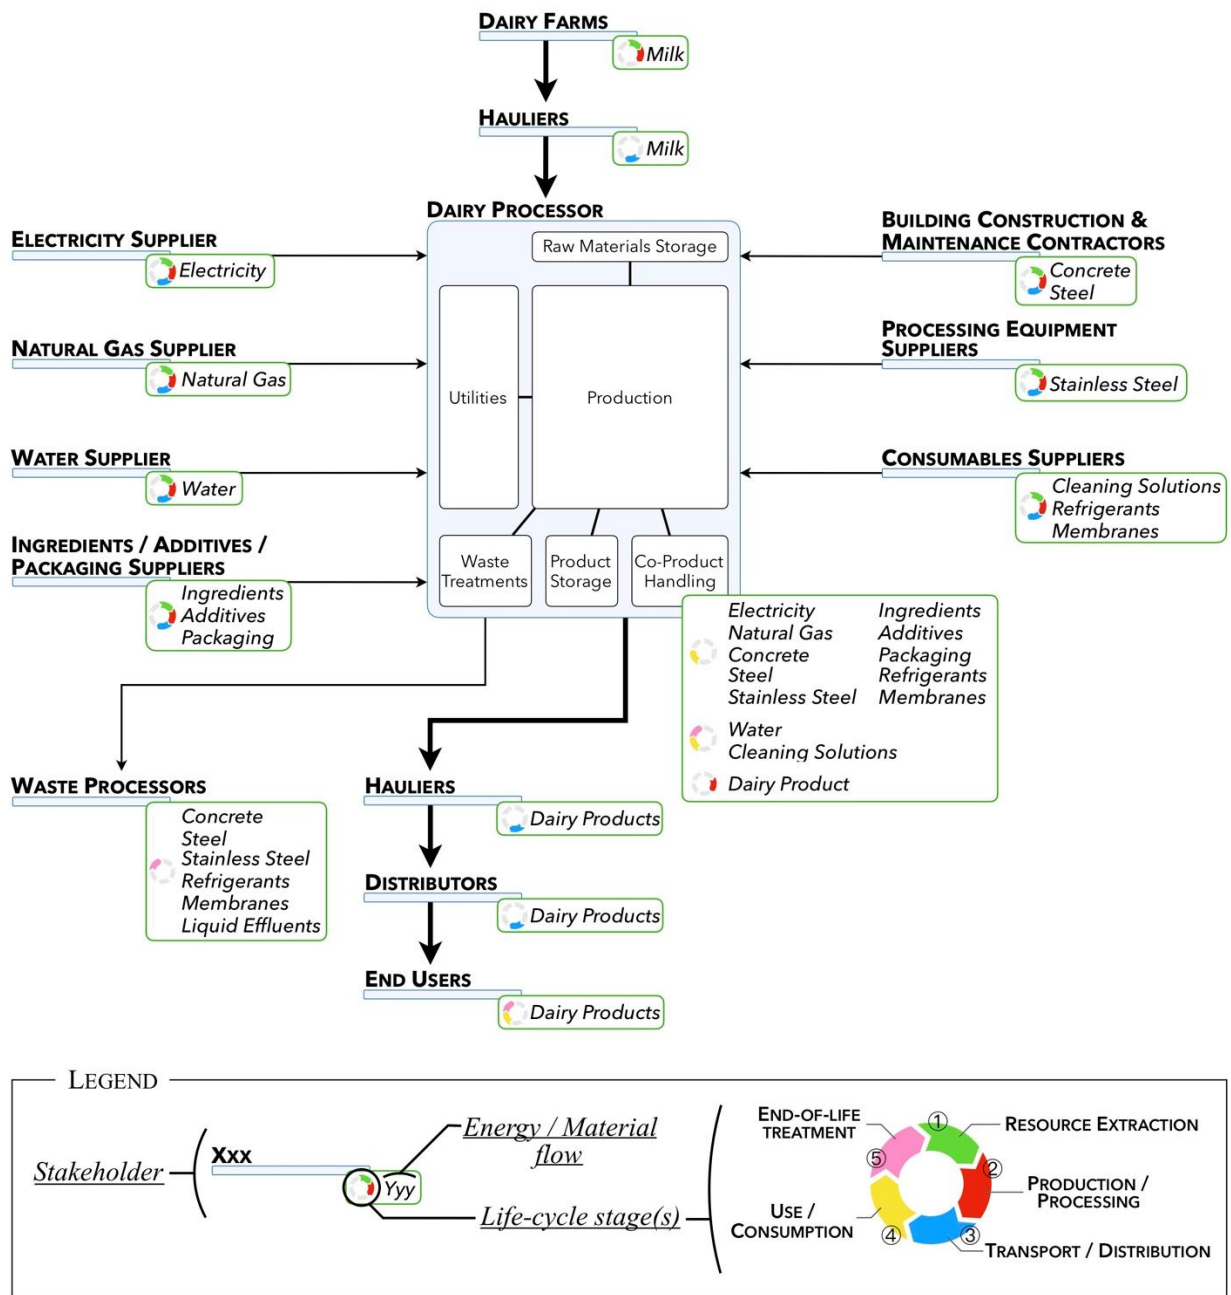 DAIRY FARMS
Milk
HAULIERS
Milk
DAIRY PROCESSOR
Raw Materials Storage
Utilities
Production
Waste
Treatments
Product
Storage
Co-Product
Handling
ELECTRICITY SUPPLIER
Electricity
NATURAL GAS SUPPLIER
Natural Gas
WATER SUPPLIER
Water
INGREDIENTS / ADDITIVES /
PACKAGING SUPPLIERS
Ingredients
Additives
Packaging
BUILDING CONSTRUCTION &
MAINTENANCE CONTRACTORS
Concrete
Steel
PROCESSING EQUIPMENT
SUPPLIERS
Stainless Steel
CONSUMABLES SUPPLIERS
Cleaning Solutions
Refrigerants
Membranes
Electricity
Natural Gas
Concrete
Steel
Stainless Steel
Ingredients
Additives
Packaging
Refrigerants
Membranes
Water
Cleaning Solutions
Dairy Product
WASTE PROCESSORS
Concrete
Steel
Stainless Steel
Refrigerants
Membranes
Liquid Effluents
HAULIERS
Dairy Products
DISTRIBUTORS
Dairy Products
END USERS
Dairy Products
LEGEND
Stakeholder
XXX
Yyy
Energy / Material
flow
Life-cycle stage(s)
① RESOURCE EXTRACTION
② PRODUCTION /
PROCESSING
③ TRANSPORT / DISTRIBUTION
④ USE /
CONSUMPTION
⑤ END-OF-LIFE
TREATMENT